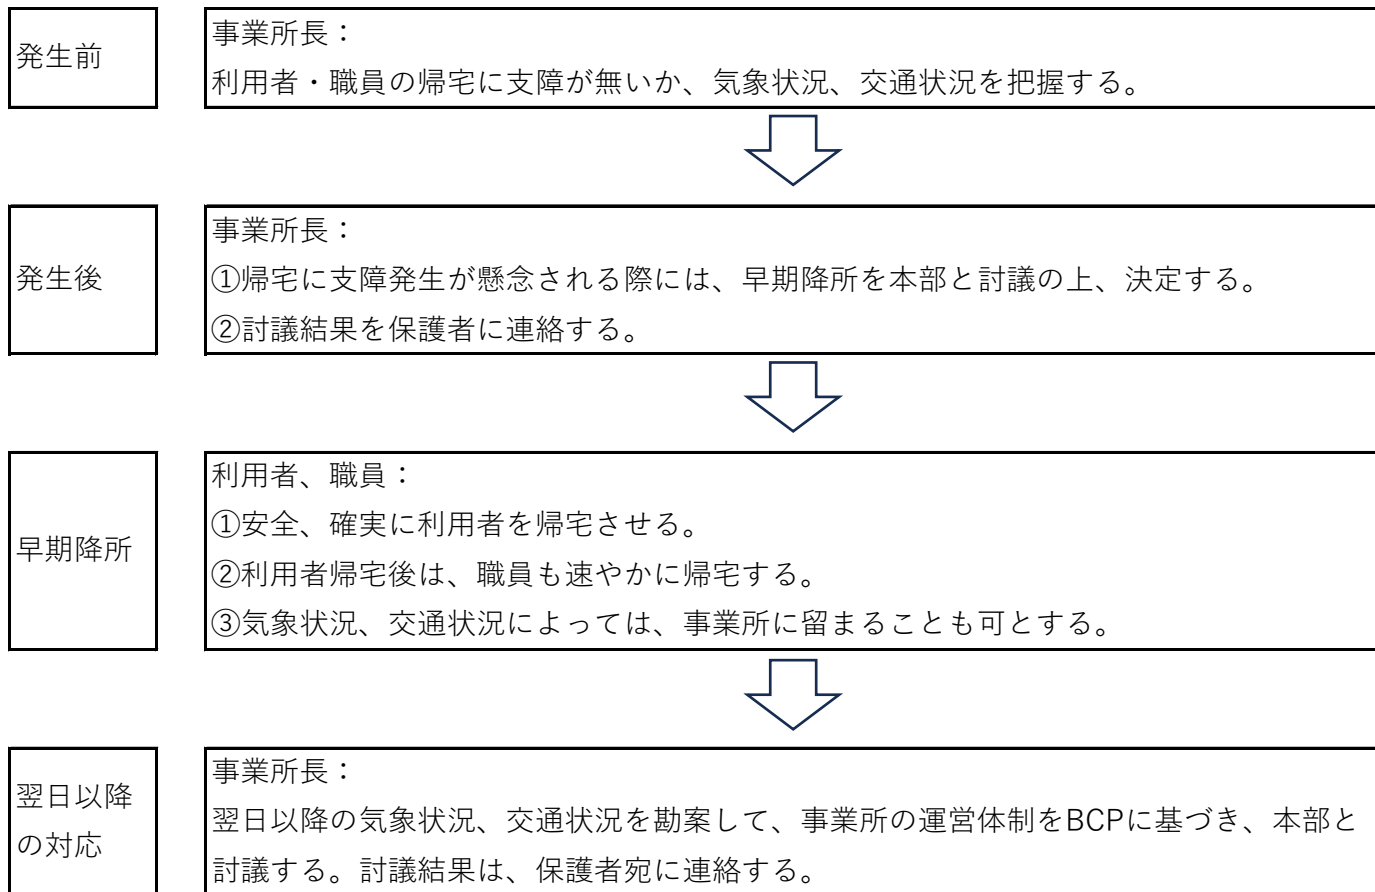 発生前
事業所長：
利用者・職員の帰宅に支障が無いか、気象状況、交通状況を把握する。
発生後
事業所長：
①帰宅に支障発生が懸念される際には、早期降所を本部と討議の上、決定する。
②討議結果を保護者に連絡する。
早期降所
利用者、職員：
①安全、確実に利用者を帰宅させる。
②利用者帰宅後は、職員も速やかに帰宅する。
③気象状況、交通状況によっては、事業所に留まることも可とする。
翌日以降
の対応
事業所長：
翌日以降の気象状況、交通状況を勘案して、事業所の運営体制をBCPに基づき、本部と
討議する。討議結果は、保護者宛に連絡する。